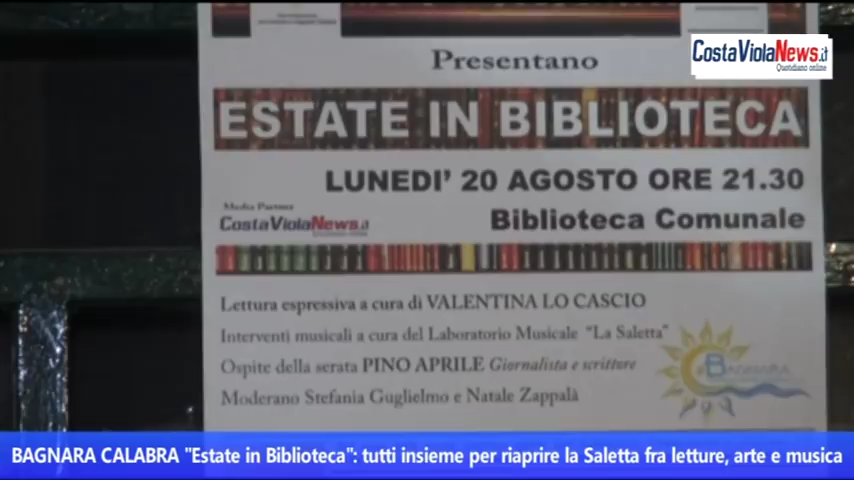 CostaViolaNews.it
Quotidiano online
Presentano
ESTATE IN BIBLIOTECA
LUNEDI' 20 AGOSTO ORE 21.30
Media Partner
CostaViolaNews.it
Biblioteca Comunale
Lettura espressiva a cura di VALENTINA LO CASCIO
Interventi musicali a cura del Laboratorio Musicale "La Saletta"
Ospite della serata PINO APRILE Giornalista e scrittore
Moderano Stefania Guglielmo e Natale Zappalà
BAGNARA
BAGNARA CALABRA "Estate in Biblioteca": tutti insieme per riaprire la Saletta fra letture, arte e musica